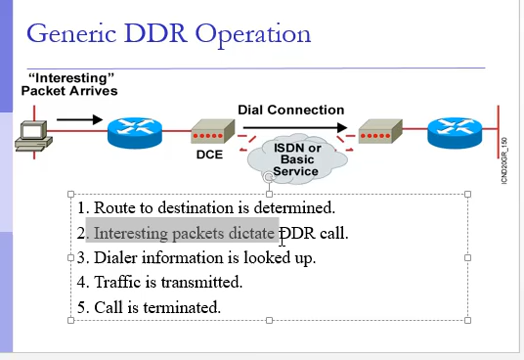 Generic DDR Operation
"Interesting"
Packet Arrives
Dial Connection
DCE
ISDN or
Basic
Service
ICND20GR_150
1. Route to destination is determined.
2. Interesting packets dictate DDR call.
3. Dialer information is looked up.
4. Traffic is transmitted.
5. Call is terminated.